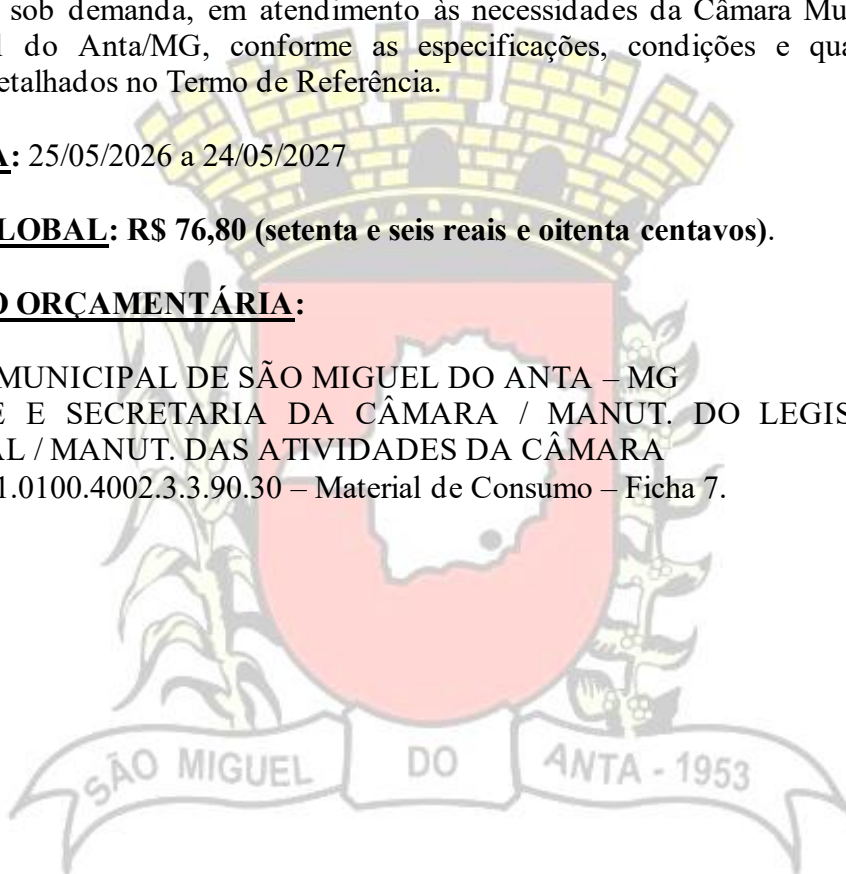 sob demanda, em atendimento às necessidades da Câmara Mu
do Anta/MG, conforme as especificações, condições e qua
etalhados no Termo de Referência.
A: 25/05/2026 a 24/05/2027
LOBAL: R$ 76,80 (setenta e seis reais e oitenta centavos).
O ORÇAMENTÁRIA:
MUNICIPAL DE SÃO MIGUEL DO ANTA – MG
E E SECRETARIA DA CÂMARA / MANUT. DO LEGIS
AL / MANUT. DAS ATIVIDADES DA CÂMARA
1.0100.4002.3.3.90.30 – Material de Consumo – Ficha 7.
SÃO MIGUEL DO ANTA - 1953